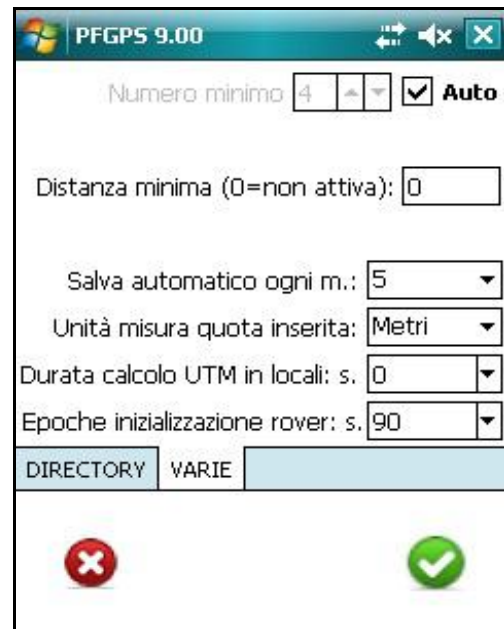 PFGPS 9.00
Numero minimo 4 Auto
Distanza minima (0=non attiva): 0
Salva automatico ogni m.: 5
Unità misura quota inserita: Metri
Durata calcolo UTM in locali: s. 0
Epoche inizializzazione rover: s. 90
DIRECTORY VARIE